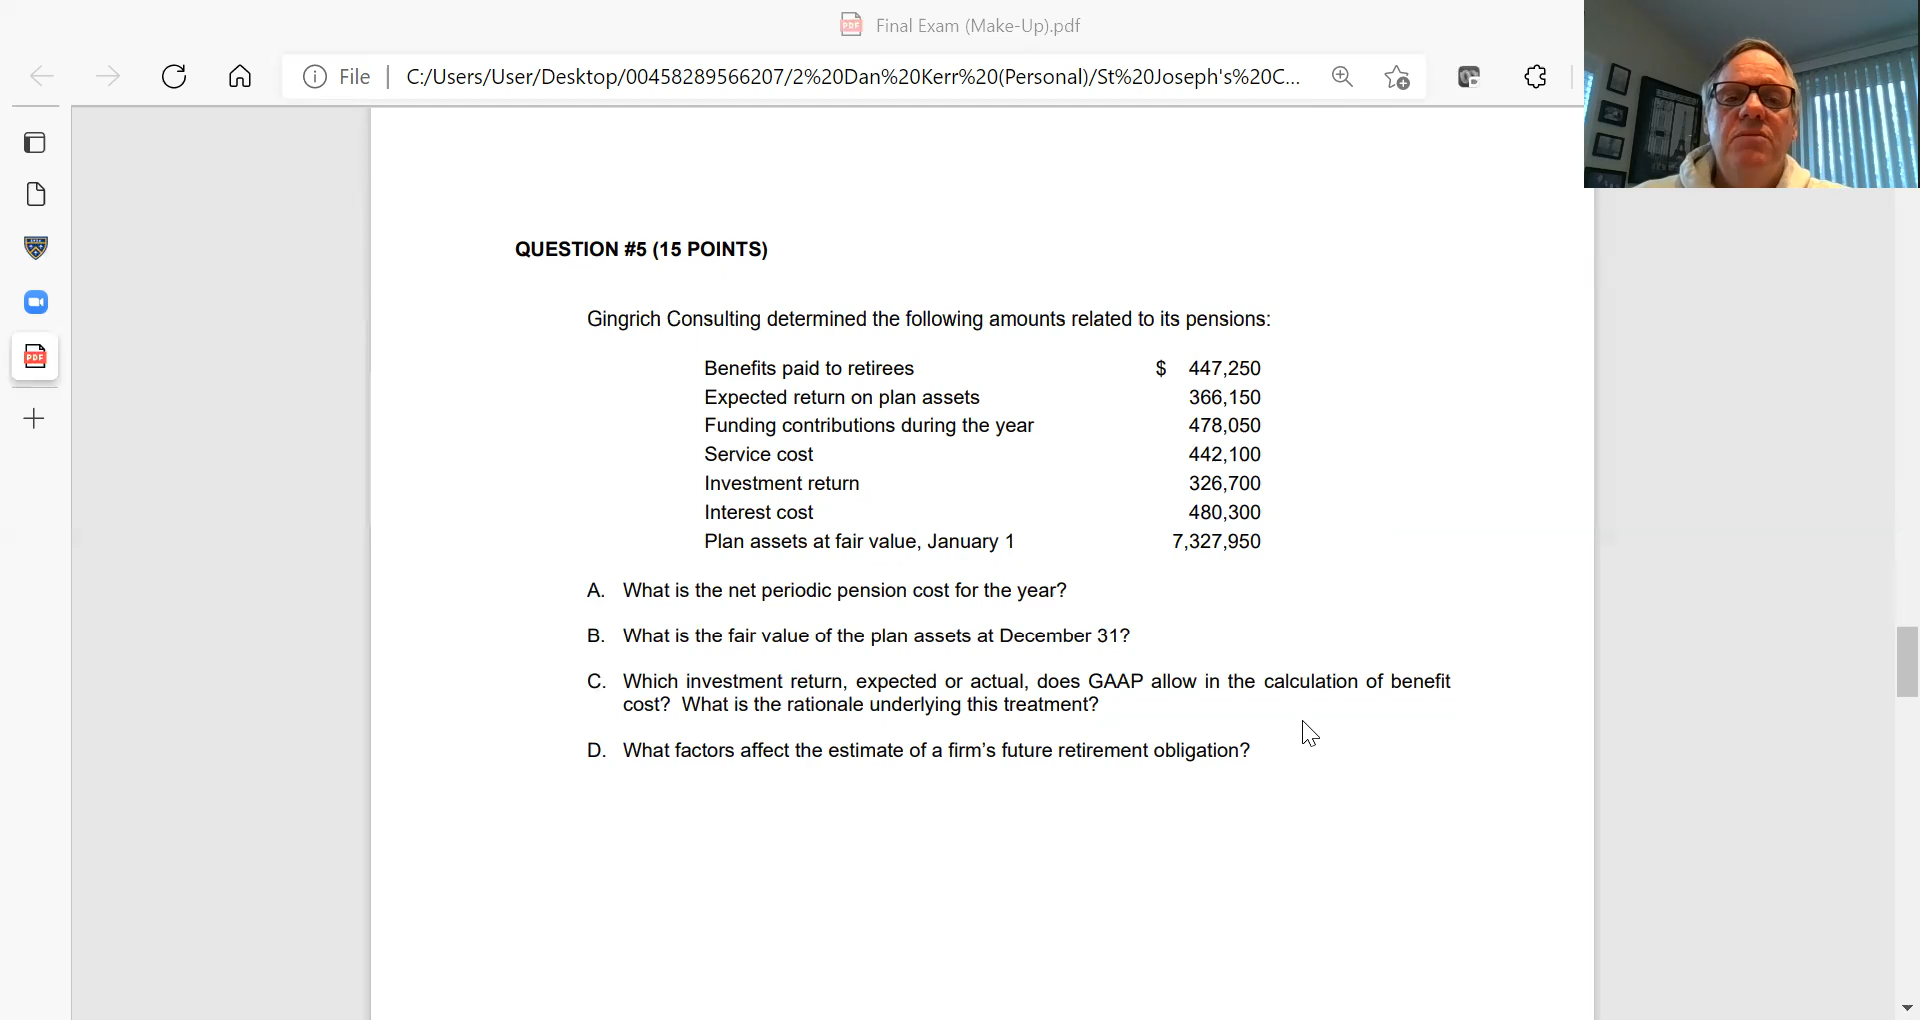 Final Exam (Make-Up).pdf
File | C:/Users/User/Desktop/00458289566207/2%20Dan%20Kerr%20(Personal)/St%20Joseph's%20C...
QUESTION #5 (15 POINTS)
Gingrich Consulting determined the following amounts related to its pensions:
Benefits paid to retirees $ 447,250
Expected return on plan assets 366,150
Funding contributions during the year 478,050
Service cost 442,100
Investment return 326,700
Interest cost 480,300
Plan assets at fair value, January 1 7,327,950
A. What is the net periodic pension cost for the year?
B. What is the fair value of the plan assets at December 31?
C. Which investment return, expected or actual, does GAAP allow in the calculation of benefit
cost? What is the rationale underlying this treatment?
D. What factors affect the estimate of a firm’s future retirement obligation?